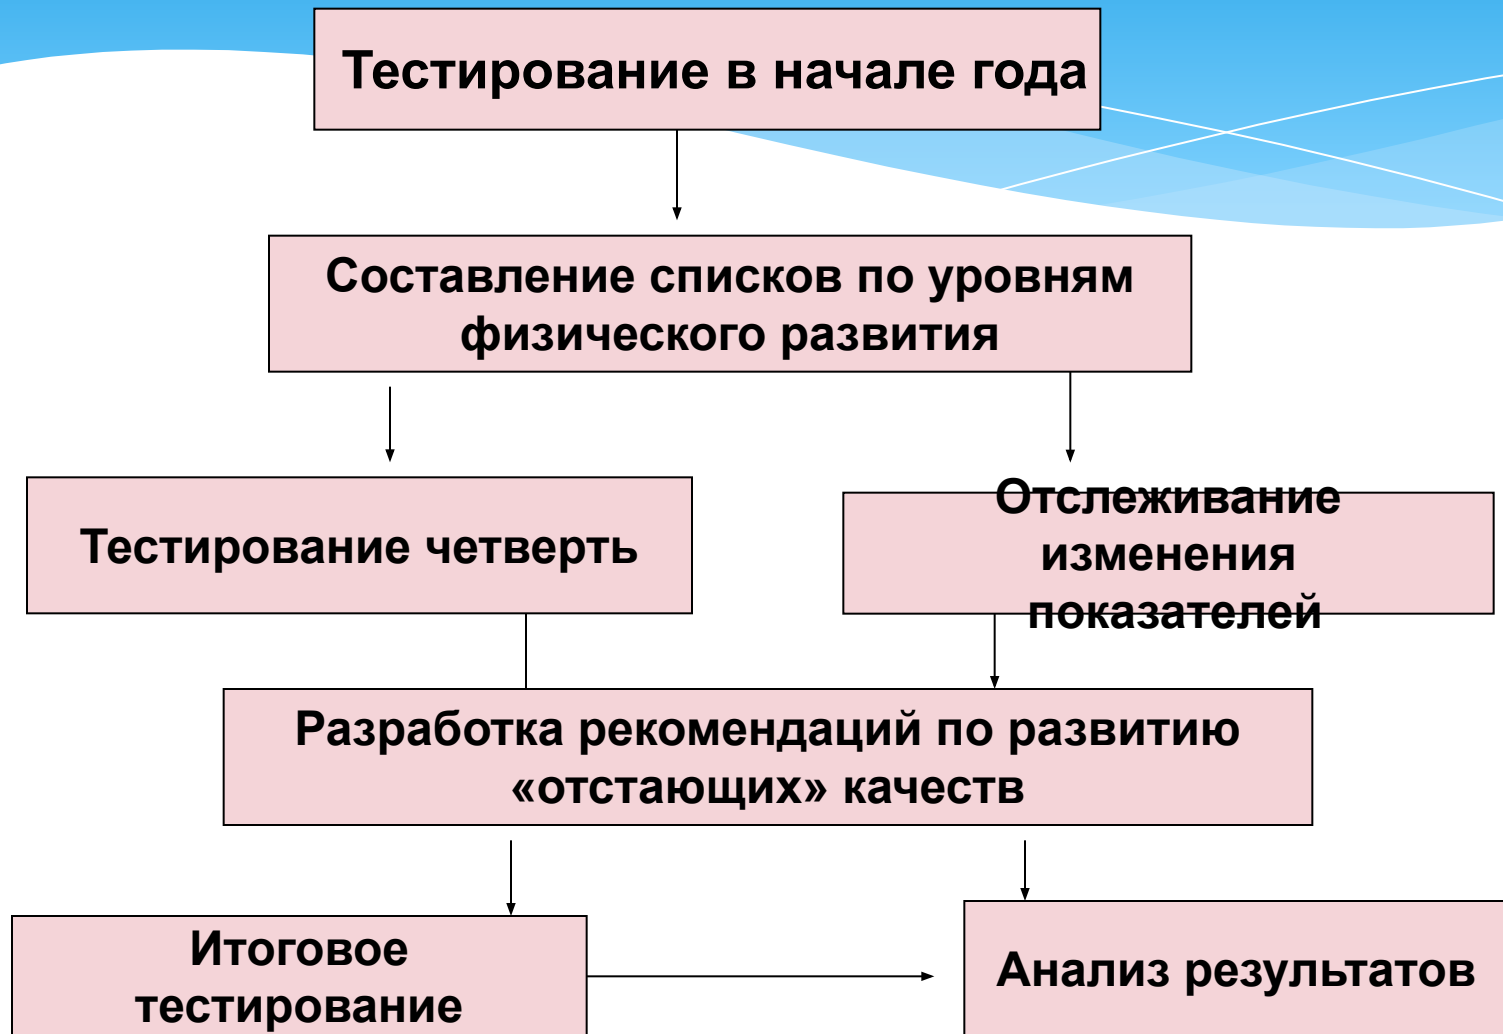 Тестирование в начале года
Составление списков по уровням
физического развития
Тестирование четверть
Отслеживание
изменения
показателей
Разработка рекомендаций по развитию
«отстающих» качеств
Итоговое
тестирование
Анализ результатов